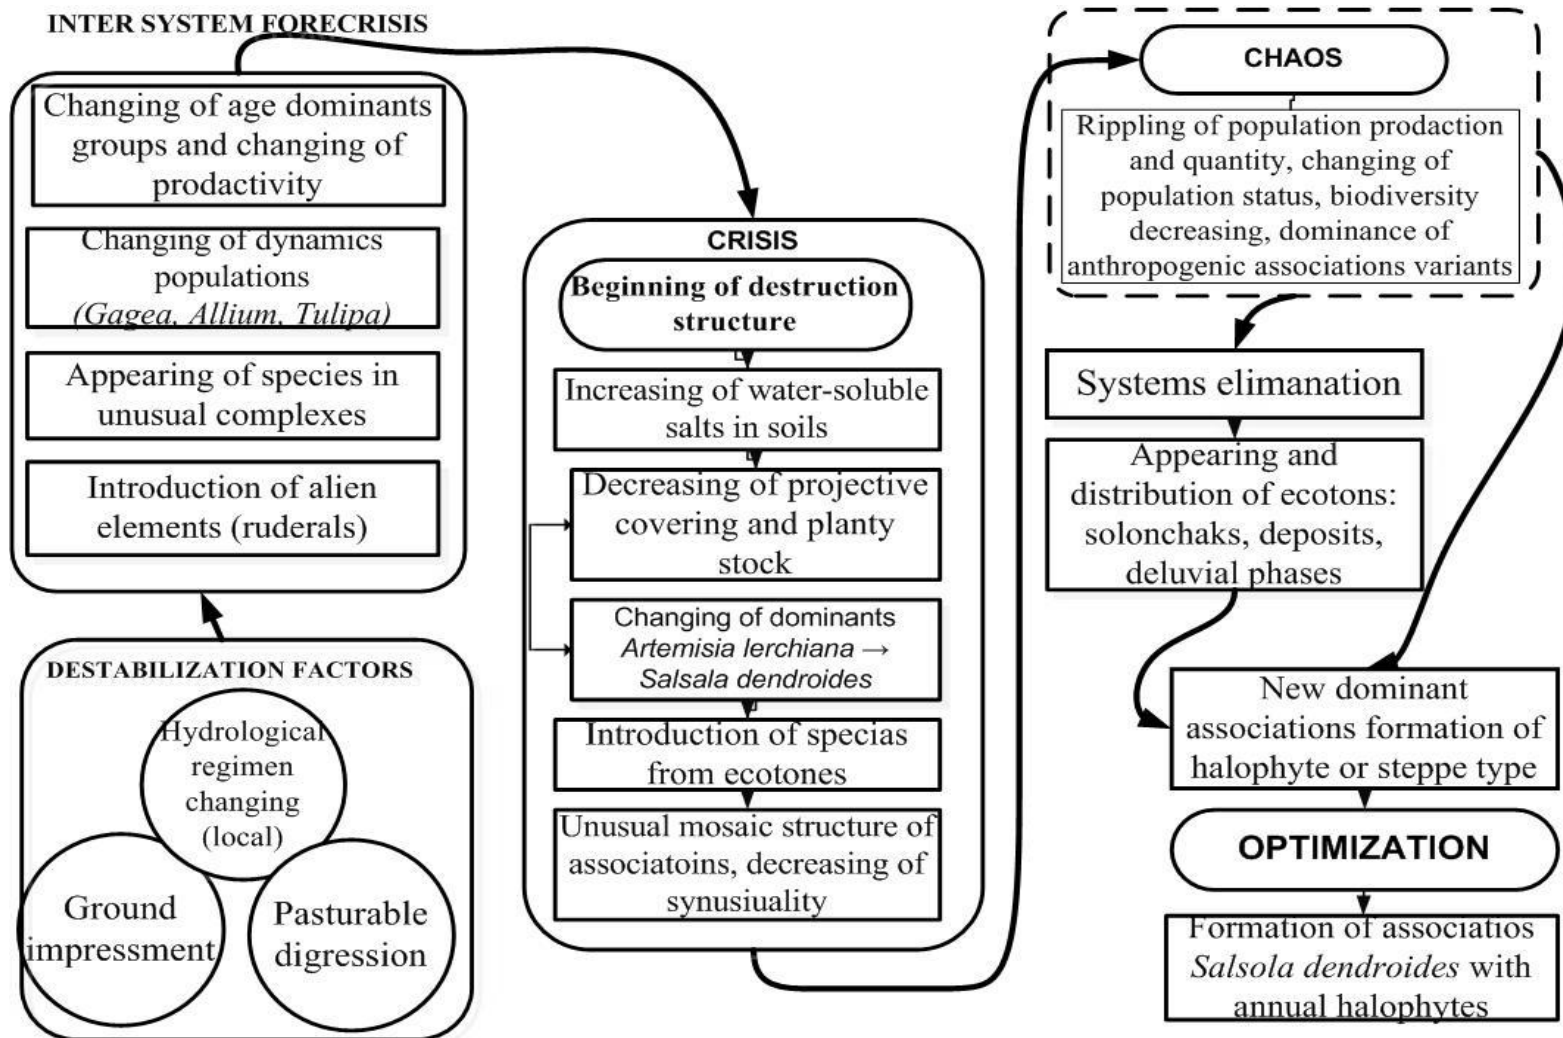 INTER SYSTEM FORECRISIS
Changing of age dominants
groups and changing of
prodactivity
Changing of dynamics
populations
(Gagea, Allium, Tulipa)
Appearing of species in
unusual complexes
Introduction of alien
elements (ruderals)
DESTABILIZATION FACTORS
Hydrological
regimen
changing
(local)
Ground
impressment
Pasturable
digression
CRISIS
Beginning of destruction
structure
Increasing of water-soluble
salts in soils
Decreasing of projective
covering and planty
stock
Changing of dominants
Artemisia lerchiana →
Salsala dendroides
Introduction of specias
from ecotones
Unusual mosaic structure of
associatoins, decreasing of
synusiuality
CHAOS
Rippling of population prodaction
and quantity, changing of
population status, biodiversity
decreasing, dominance of
anthropogenic associations variants
Systems elimanation
Appearing and
distribution of ecotons:
solonchaks, deposits,
deluvial phases
New dominant
associations formation of
halophyte or steppe type
OPTIMIZATION
Formation of associatios
Salsola dendroides with
annual halophytes